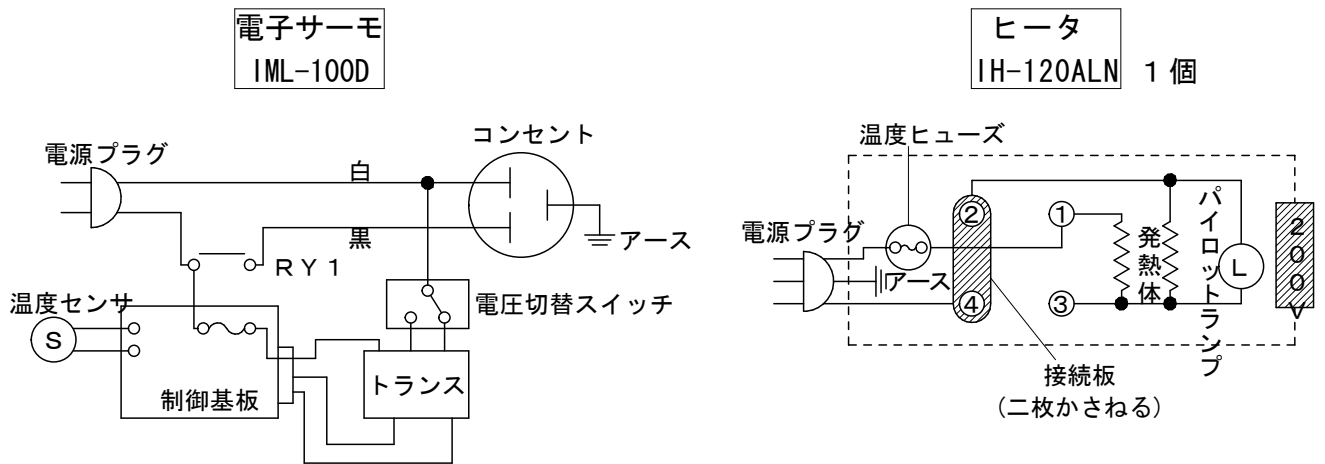 電子サーモ
IML-100D
電源プラグ
白
コンセント
黒
アース
RY1
温度センサ
S
制御基板
トランス
電圧切替スイッチ
ヒータ
IH-120ALN 1個
温度ヒューズ
電源プラグ
アース
②
④
①
③
発熱体
パイロットランプ
L
200V
接続板
(二枚かさねる)